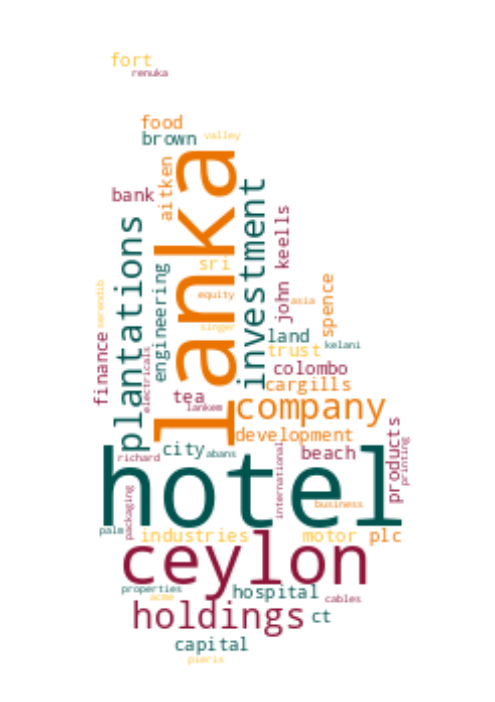 fort
renuka
food
brown
valley
lanka
aitken
bank
investment
john keells
plantations
sri
engineering
spence
serendib
equity
asia
singer
land
kelani
finance
electricals
trust
colombo
cargills
tea
lankem
company
development
products
printing
city
abans
beach
richard
hotel
international
packaging
business
palm
industries
motor
plc
ceylon
properties
acme
hospital
cables
holdings
ct
capital
pieris